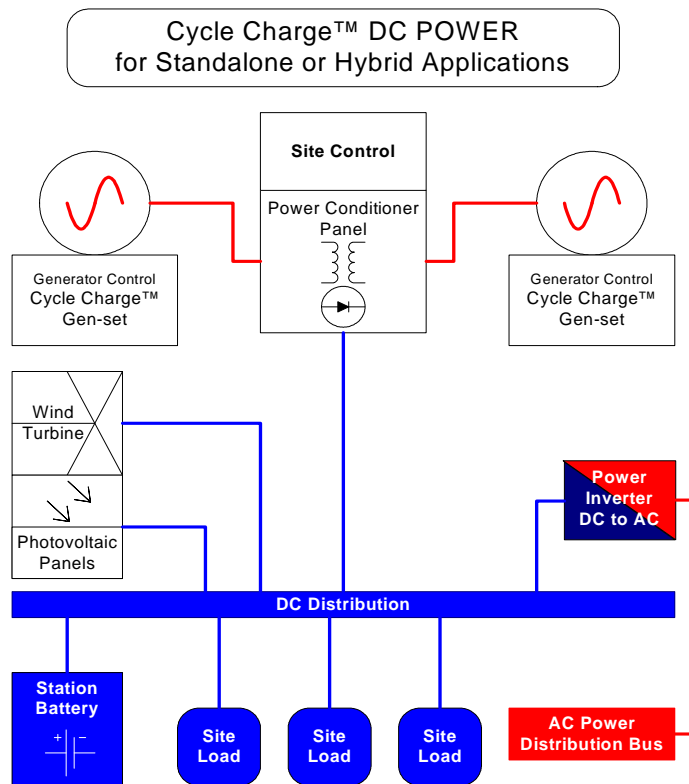 Cycle Charge™ DC POWER
for Standalone or Hybrid Applications
Site Control
Power Conditioner
Panel
Generator Control
Cycle Charge™
Gen-set
Generator Control
Cycle Charge™
Gen-set
Wind
Turbine
Photovoltaic
Panels
Power
Inverter
DC to AC
DC Distribution
Station
Battery
+ −
Site
Load
Site
Load
Site
Load
AC Power
Distribution Bus